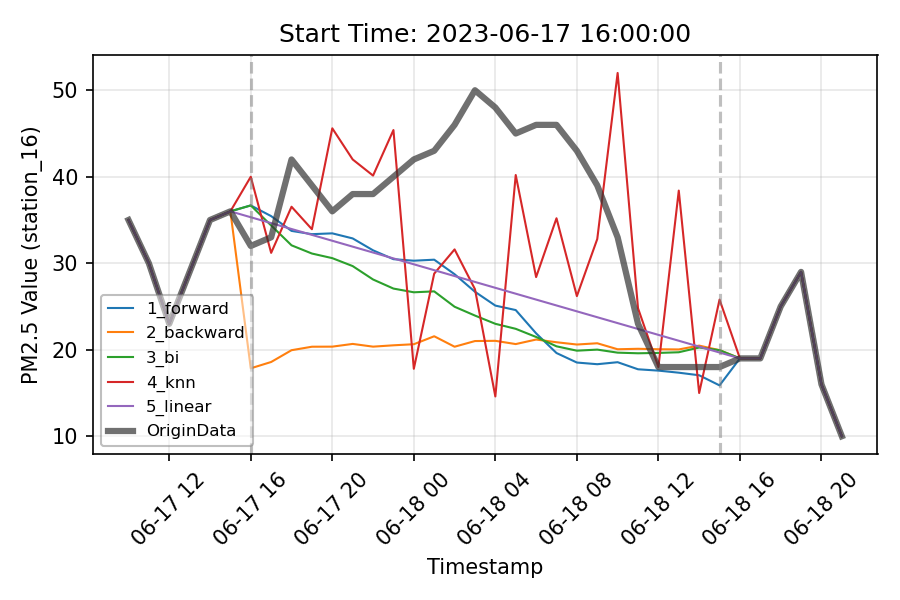 Start Time: 2023-06-17 16:00:00
PM2.5 Value (station_16)
50
40
30
20
10
1_forward
2_backward
3_bi
4_knn
5_linear
OriginData
06-17 12
06-17 16
06-17 20
06-18 00
06-18 04
06-18 08
06-18 12
06-18 16
06-18 20
Timestamp